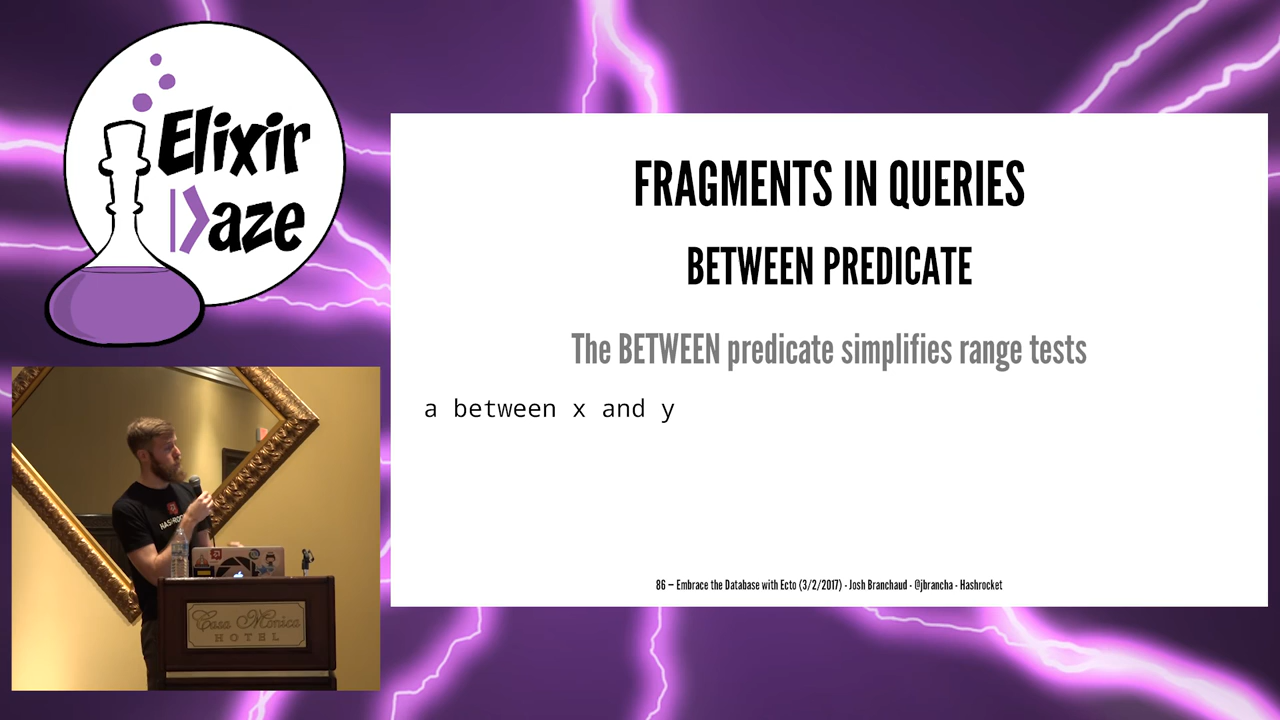 Elixir
Daze
FRAGMENTS IN QUERIES
BETWEEN PREDICATE
The BETWEEN predicate simplifies range tests
a between x and y
86 – Embrace the Database with Ecto (3/2/2017) - Josh Branchaud - @jbrancha - Hashrocket
Casa Monica
HOTEL